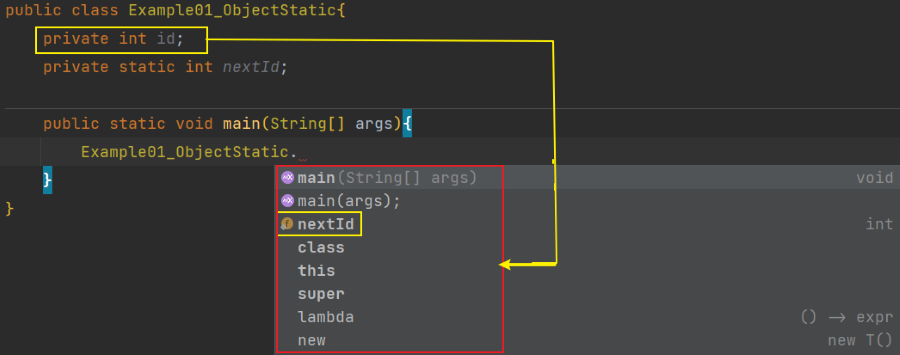 public class Example01_ObjectStatic{
private int id;
private static int nextId;
public static void main(String[] args){
Example01_ObjectStatic.
main(String[] args) void
main(args);
nextId int
class
this
super
lambda () → expr
new new T()
}
}